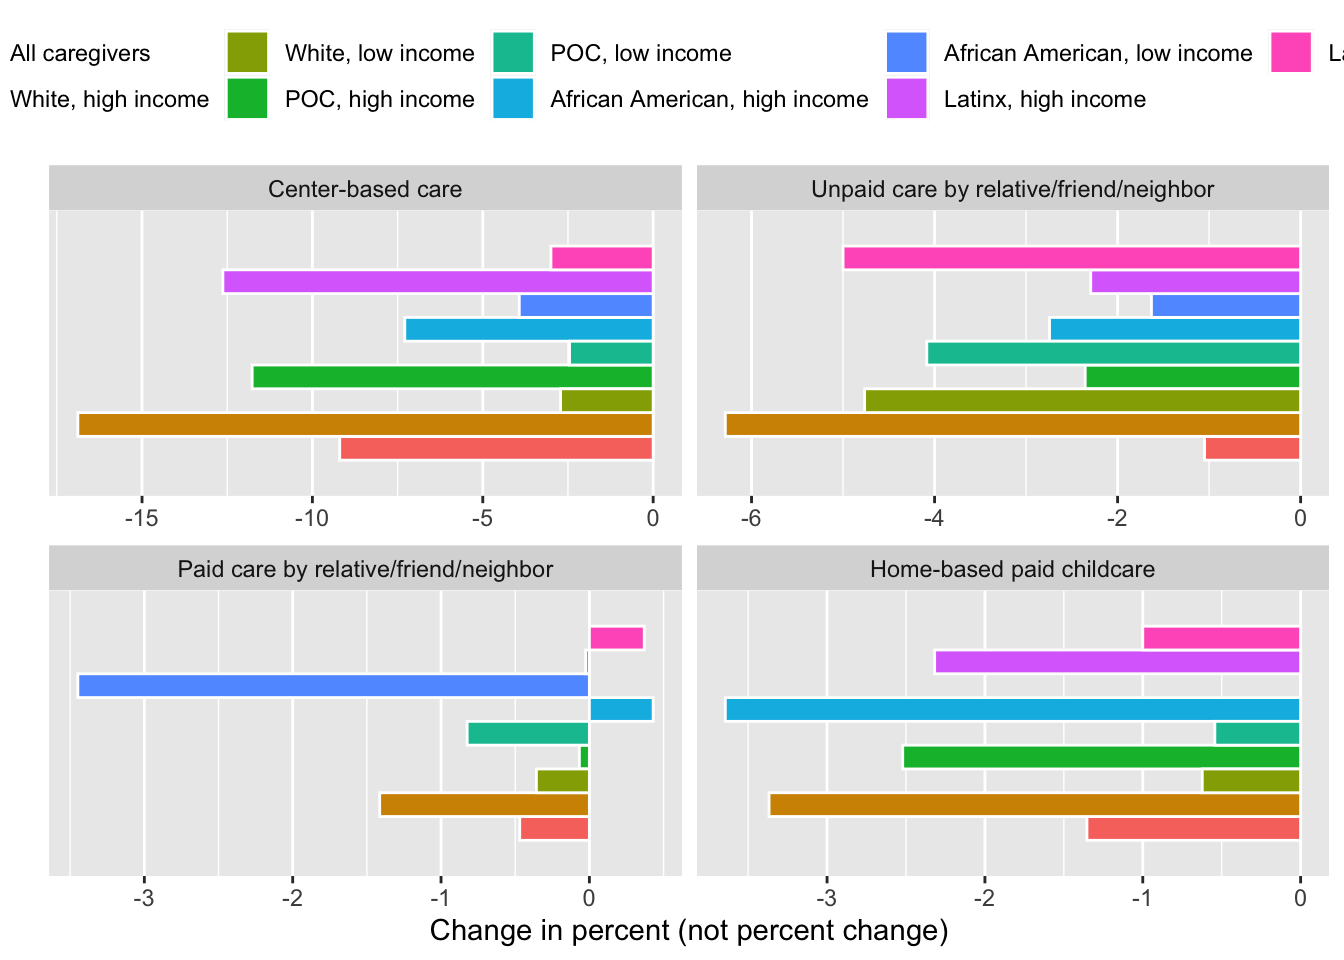 All caregivers White, low income POC, low income African American, low income
White, high income POC, high income African American, high income Latinx, high income
Center-based care Unpaid care by relative/friend/neighbor
-15 -10 -5 0 -6 -4 -2 0
Paid care by relative/friend/neighbor Home-based paid childcare
-3 -2 -1 0 -3 -2 -1 0
Change in percent (not percent change)